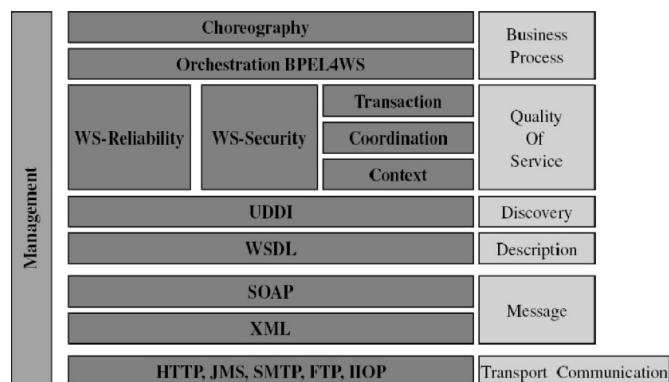 Management
Choreography
Orchestration BPEL4WS
Business
Process
WS-Reliability
WS-Security
Transaction
Coordination
Context
Quality
Of
Service
UDDI
Discovery
WSDL
Description
SOAP
XML
Message
HTTP, JMS, SMTP, FTP, IIOP
Transport Communication